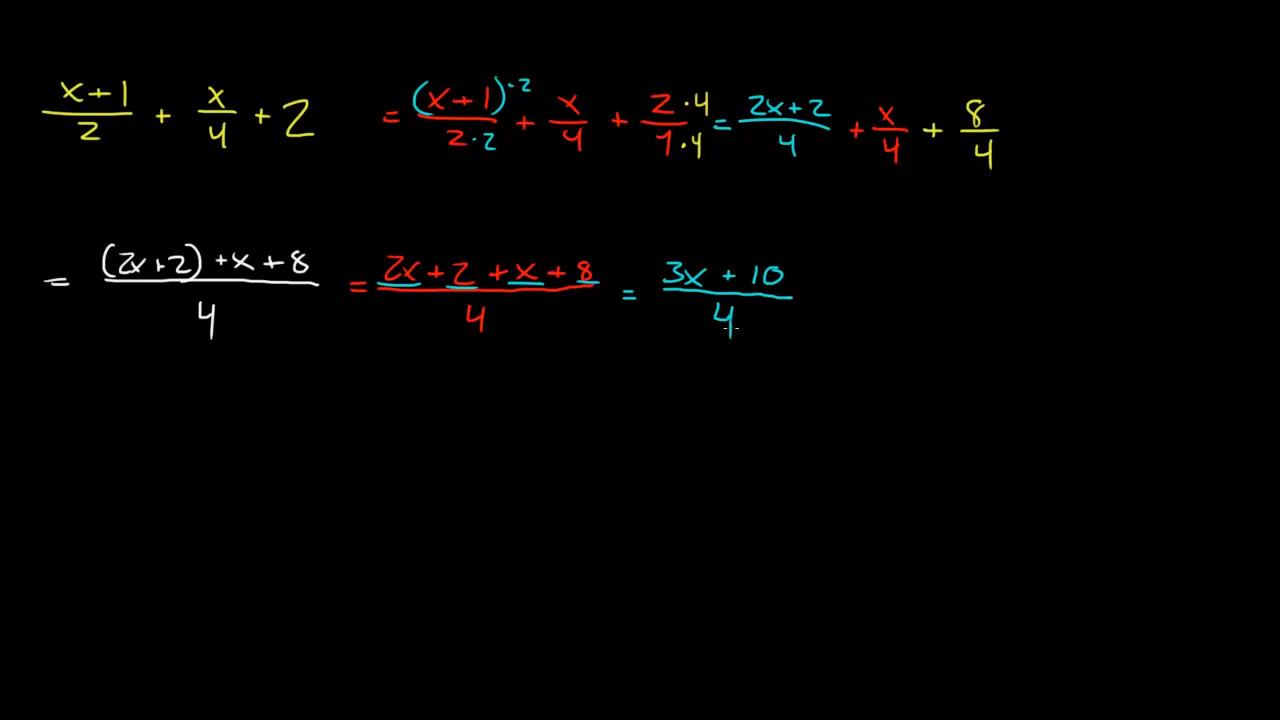 (x+1)/2 + x/4 + 2 = (x+1)·2/2·2 + x/4 + 2·4/1·4 = (2x+2)/4 + x/4 + 8/4
= ((2x+2)+x+8)/4 = (2x+2+x+8)/4 = (3x+10)/4